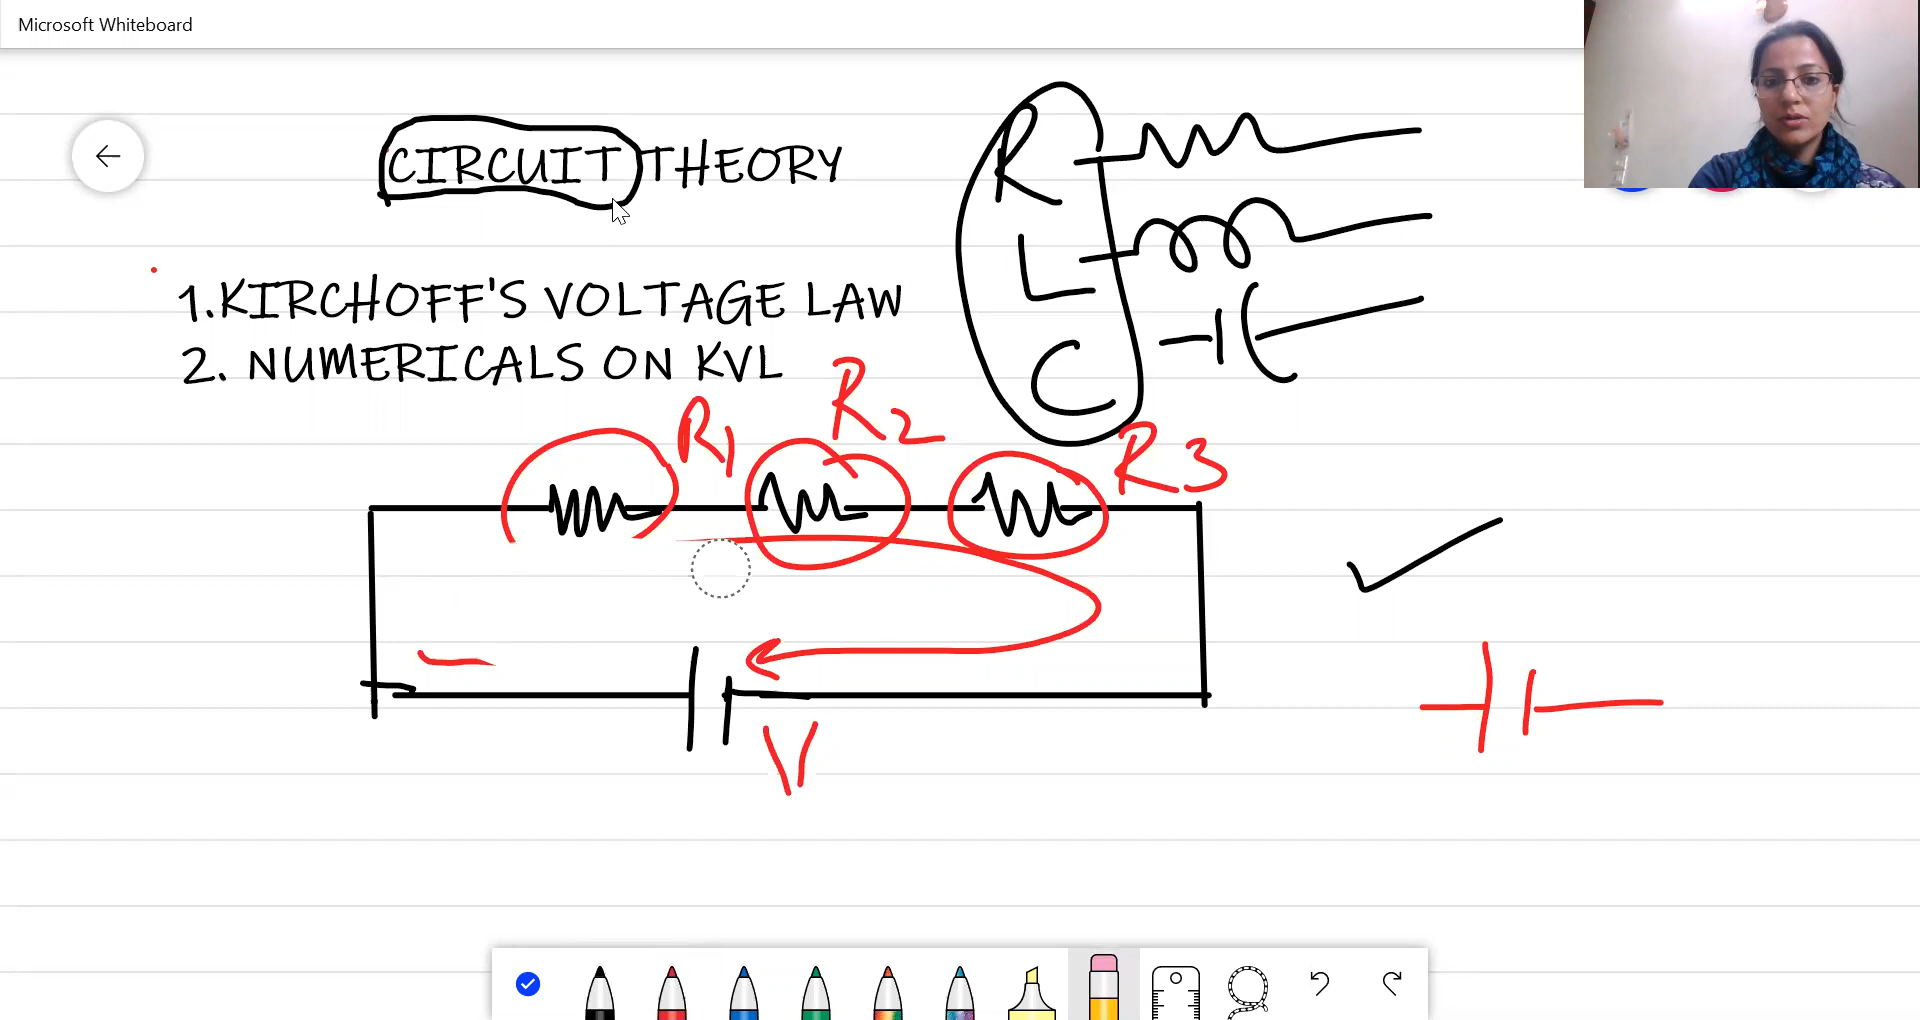 Microsoft Whiteboard
CIRCUIT THEORY
R
L
C
1.KIRCHOFF'S VOLTAGE LAW
2. NUMERICALS ON KVL
R1
R2
R3
V